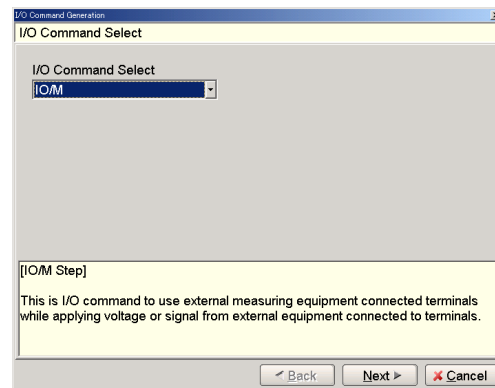 I/O Command Generation
I/O Command Select
I/O Command Select
IO/M
[IO/M Step]
This is I/O command to use external measuring equipment connected terminals
while applying voltage or signal from external equipment connected to terminals.
Back Next Cancel